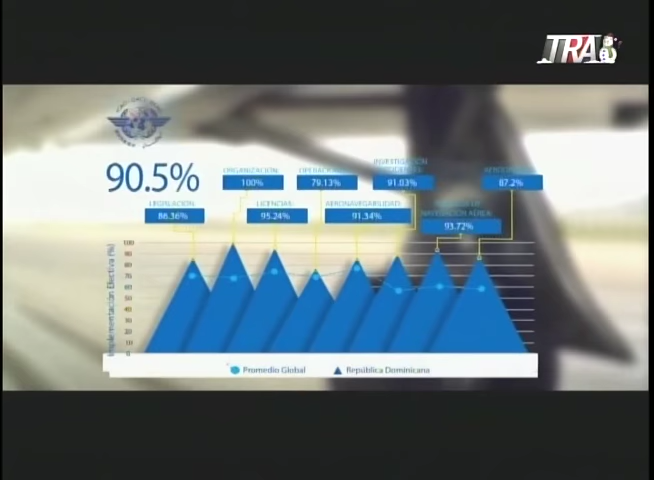 TRA
90.5%
ORGANIZACIÓN
100%
79.13%
INVESTIGACIÓN
91.83%
87.2%
LEGISLACIÓN
86.36%
LICENCIAS
95.24%
AERONAVEGABILIDAD
91.34%
NAVEGACIÓN AÉREA
93.72%
Implementación Efectiva (%)
100
90
80
70
60
50
40
30
20
10
0
Promedio Global
República Dominicana